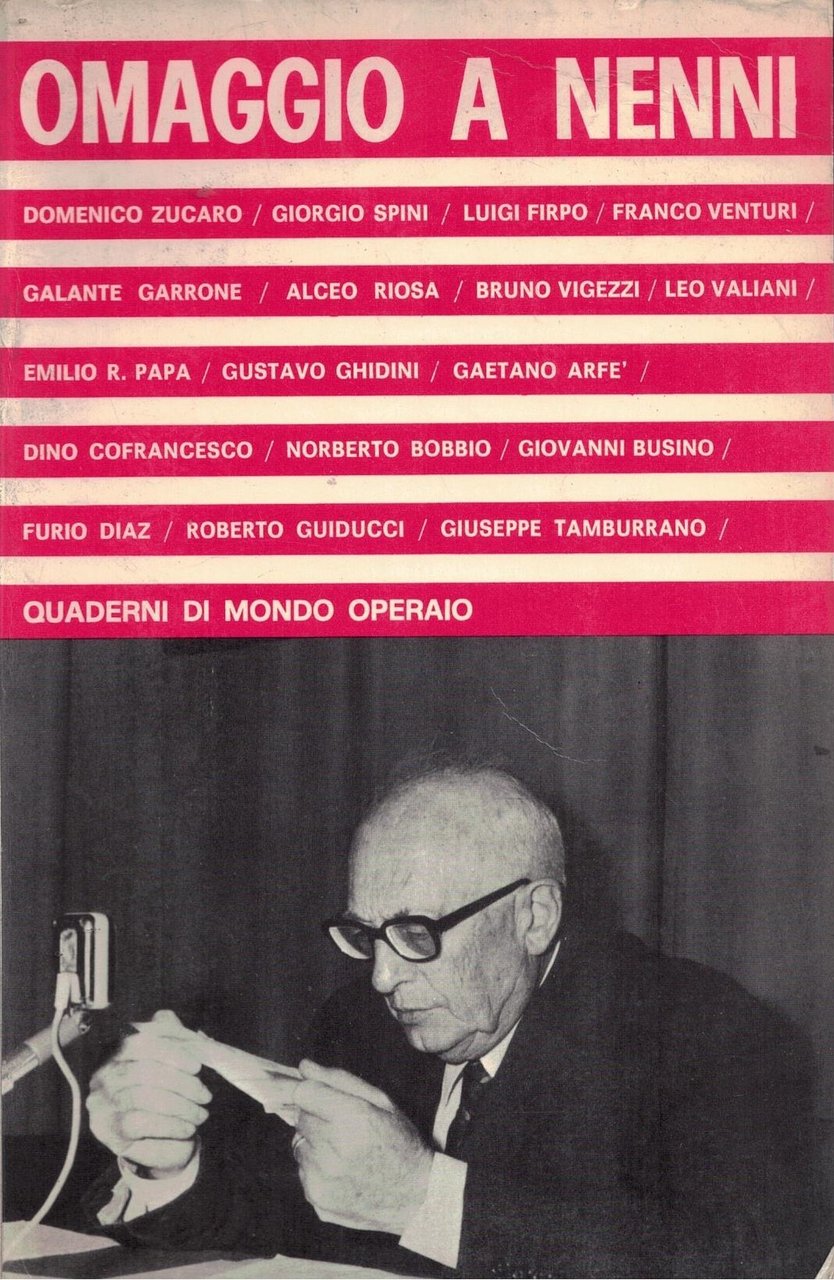 OMAGGIO A NENNI
DOMENICO ZUCARO / GIORGIO SPINI / LUIGI FIRPO / FRANCO VENTURI /
GALANTE GARRONE / ALCEO RIOSA / BRUNO VIGEZZI / LEO VALIANI /
EMILIO R. PAPA / GUSTAVO GHIDINI / GAETANO ARFE' /
DINO COFRANCESCO / NORBERTO BOBBIO / GIOVANNI BUSINO /
FURIO DIAZ / ROBERTO GUIDUCCI / GIUSEPPE TAMBURRANO /
QUADERNI DI MONDO OPERAIO